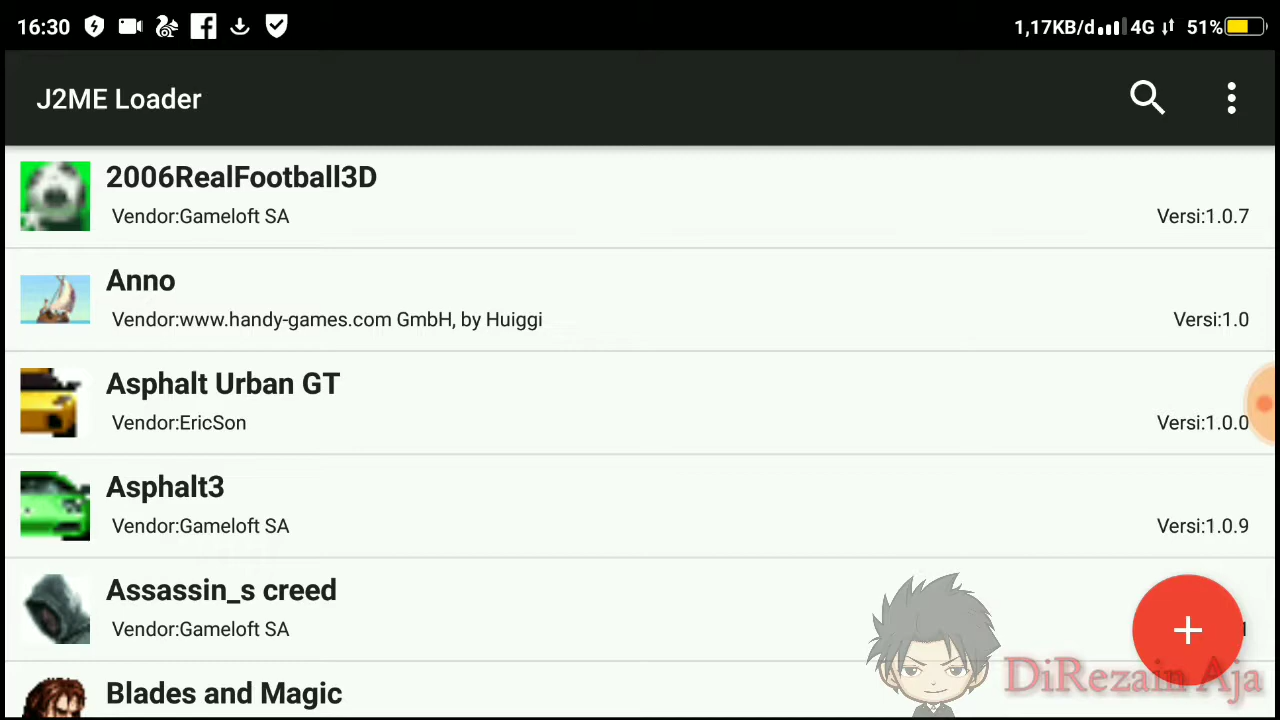 16:30 1,17KB/d 4G 51%
J2ME Loader
2006RealFootball3D
Vendor:Gameloft SA Versi:1.0.7
Anno
Vendor:www.handy-games.com GmbH, by Huiggi Versi:1.0
Asphalt Urban GT
Vendor:EricSon Versi:1.0.0
Asphalt3
Vendor:Gameloft SA Versi:1.0.9
Assassin_s creed
Vendor:Gameloft SA
DiRezain Aja
Blades and Magic